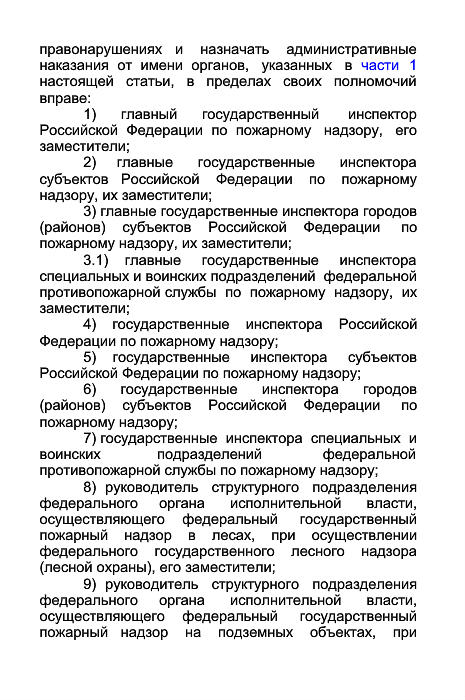 правонарушениях и назначать административные
наказания от имени органов, указанных в части 1
настоящей статьи, в пределах своих полномочий
вправе:
1) главный государственный инспектор
Российской Федерации по пожарному надзору, его
заместители;
2) главные государственные инспектора
субъектов Российской Федерации по пожарному
надзору, их заместители;
3) главные государственные инспектора городов
(районов) субъектов Российской Федерации по
пожарному надзору, их заместители;
3.1) главные государственные инспектора
специальных и воинских подразделений федеральной
противопожарной службы по пожарному надзору, их
заместители;
4) государственные инспектора Российской
Федерации по пожарному надзору;
5) государственные инспектора субъектов
Российской Федерации по пожарному надзору;
6) государственные инспектора городов
(районов) субъектов Российской Федерации по
пожарному надзору;
7) государственные инспектора специальных и
воинских подразделений федеральной
противопожарной службы по пожарному надзору;
8) руководитель структурного подразделения
федерального органа исполнительной власти,
осуществляющего федеральный государственный
пожарный надзор в лесах, при осуществлении
федерального государственного лесного надзора
(лесной охраны), его заместители;
9) руководитель структурного подразделения
федерального органа исполнительной власти,
осуществляющего федеральный государственный
пожарный надзор на подземных объектах, при